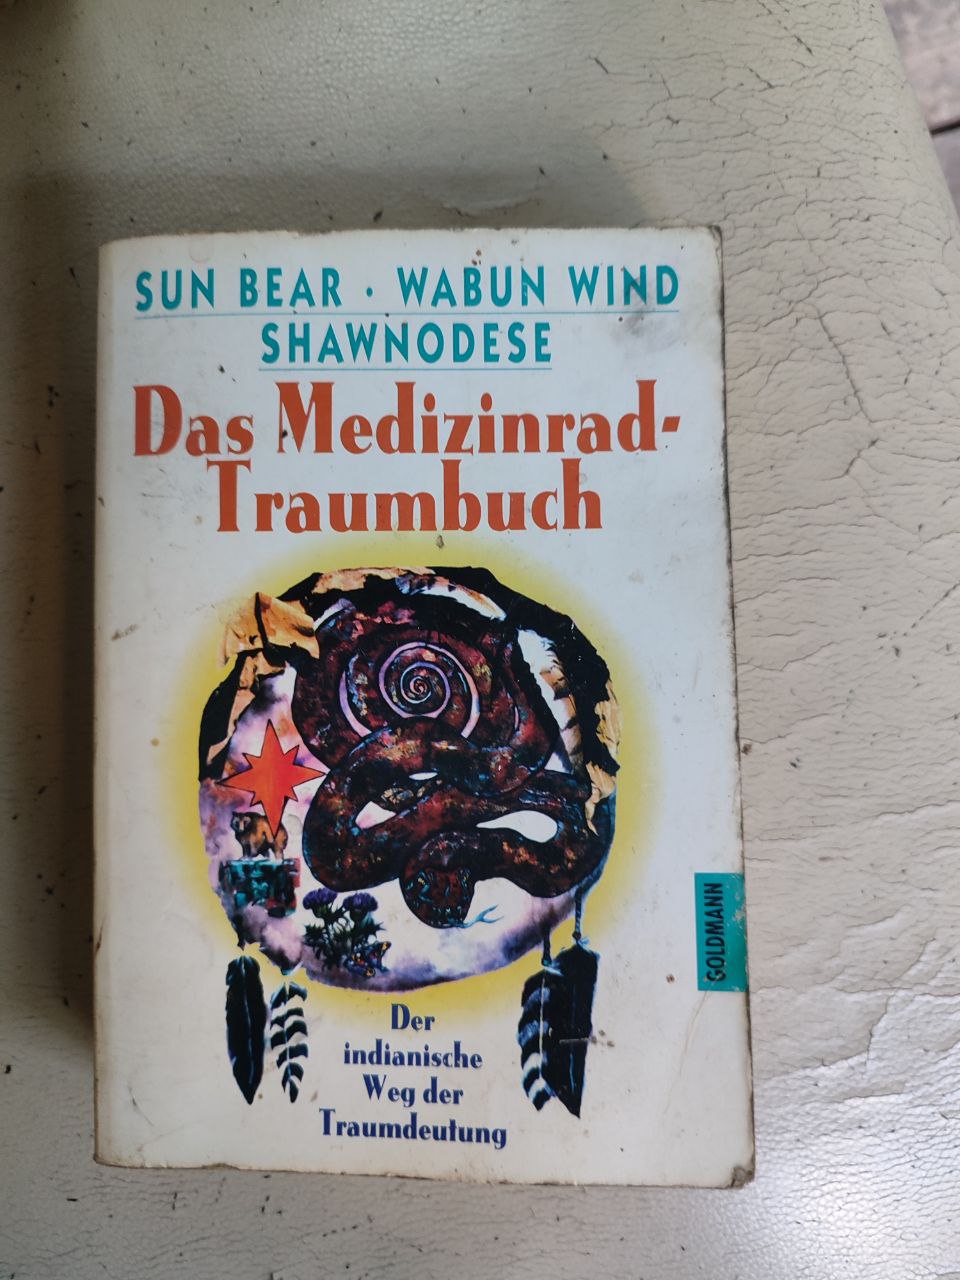 SUN BEAR · WABUN WIND
SHAWNODESE
Das Medizinrad-
Traumbuch
GOLDMANN
Der
indianische
Weg der
Traumdeutung